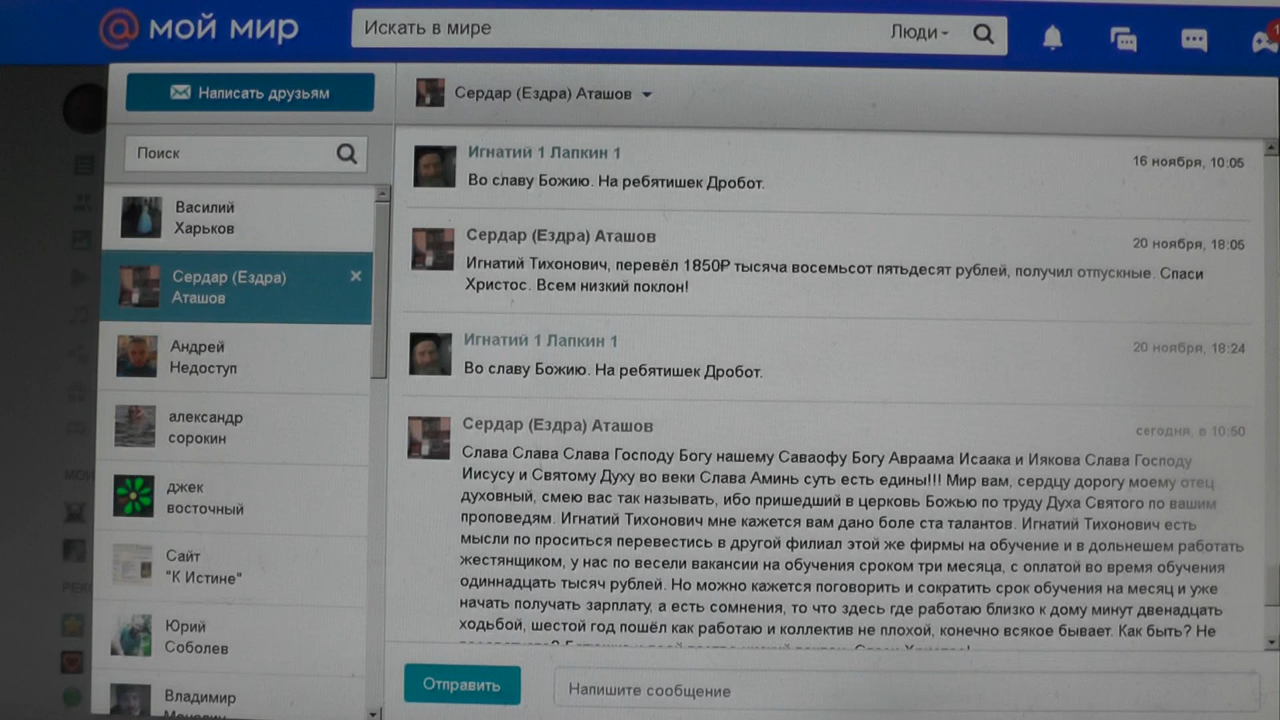 @ мой мир
Искать в мире
Люди
1
Написать друзьям
Сердар (Ездра) Аташов
Поиск
Василий
Харьков
Сердар (Ездра)
Аташов
Андрей
Недоступ
александр
сорокин
джек
восточный
Сайт
"К Истине"
Юрий
Соболев
Владимир
Игнатий 1 Лапкин 1
16 ноября, 10:05
Во славу Божию. На ребятишек Дробот.
Сердар (Ездра) Аташов
20 ноября, 18:05
Игнатий Тихонович, перевёл 1850₽ тысяча восемьсот пятьдесят рублей, получил отпускные. Спаси
Христос. Всем низкий поклон!
Игнатий 1 Лапкин 1
20 ноября, 18:24
Во славу Божию. На ребятишек Дробот.
Сердар (Ездра) Аташов
сегодня, в 10:50
Слава Слава Слава Господу Богу нашему Саваофу Богу Авраама Исаака и Иякова Слава Господу
Иисусу и Святому Духу во веки Слава Аминь суть есть едины!!! Мир вам, сердцу дорогу моему отец
духовный, смею вас так называть, ибо пришедший в церковь Божью по труду Духа Святого по вашим
проповедям. Игнатий Тихонович мне кажется вам дано боле ста талантов. Игнатий Тихонович есть
мысли по проситься перевестись в другой филиал этой же фирмы на обучение и в дольнешем работать
жестянщиком, у нас по весели вакансии на обучения сроком три месяца, с оплатой во время обучения
одиннадцать тысяч рублей. Но можно кажется поговорить и сократить срок обучения на месяц и уже
начать получать зарплату, а есть сомнения, то что здесь где работаю близко к дому минут двенадцать
ходьбой, шестой год пошёл как работаю и коллектив не плохой, конечно всякое бывает. Как быть? Не
Отправить
Напишите сообщение